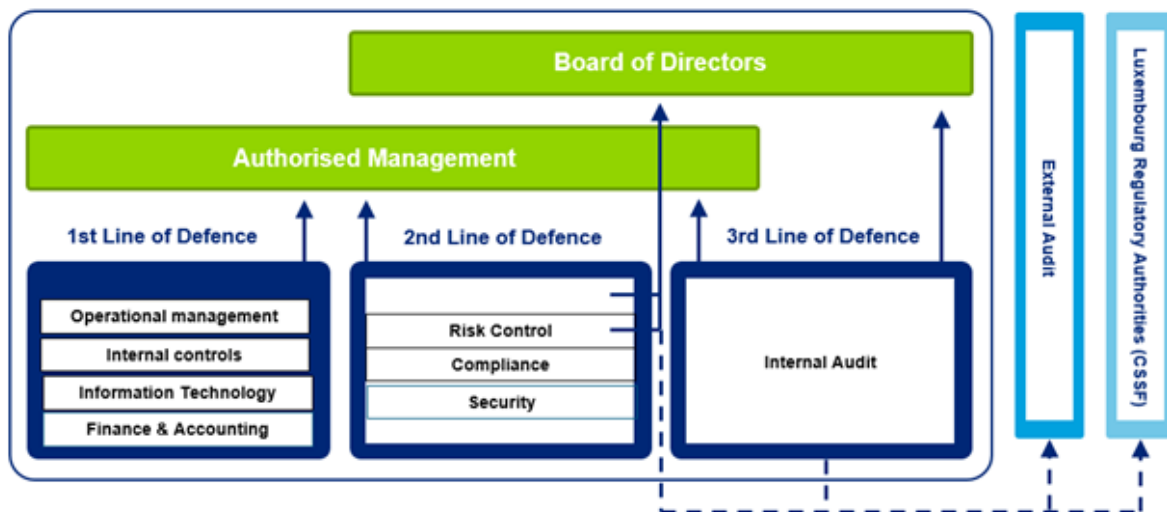 Board of Directors
Authorised Management
1st Line of Defence
2nd Line of Defence
3rd Line of Defence
Operational management
Internal controls
Information Technology
Finance & Accounting
Risk Control
Compliance
Security
Internal Audit
External Audit
Luxembourg Regulatory Authorities (CSSF)